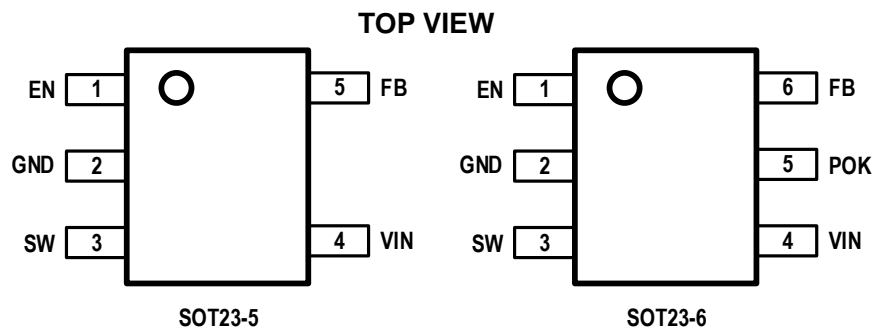 TOP VIEW
EN 1 5 FB
GND 2
SW 3 4 VIN
SOT23-5
EN 1 6 FB
GND 2 5 POK
SW 3 4 VIN
SOT23-6